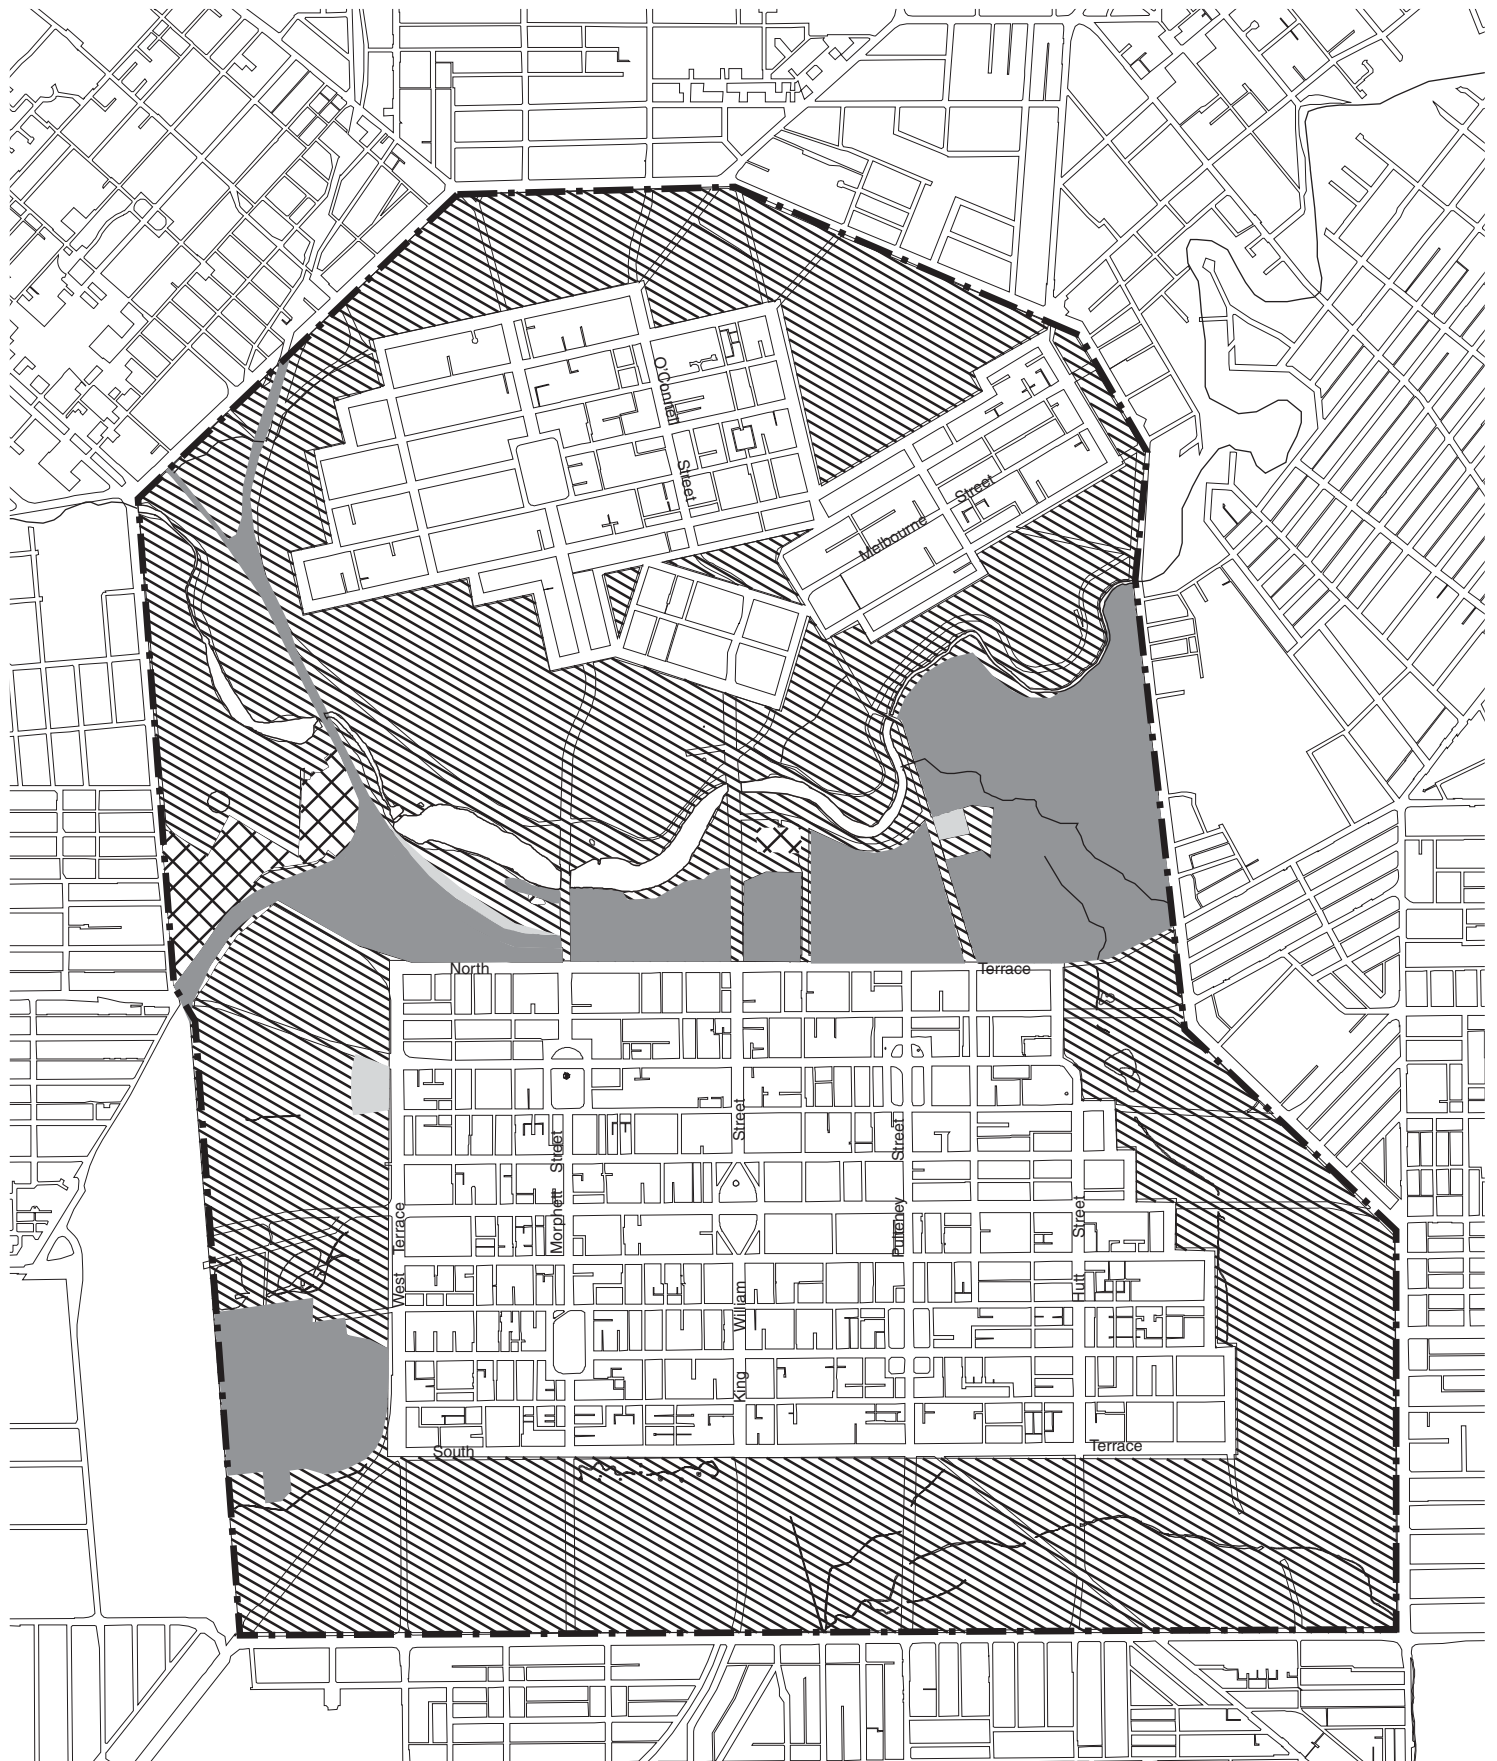 O'Connell
Street
Melbourne
Street
North
Terrace
West
Terrace
Morphett
Street
King
William
Street
Pulteney
Street
Hutt
Street
South
Terrace